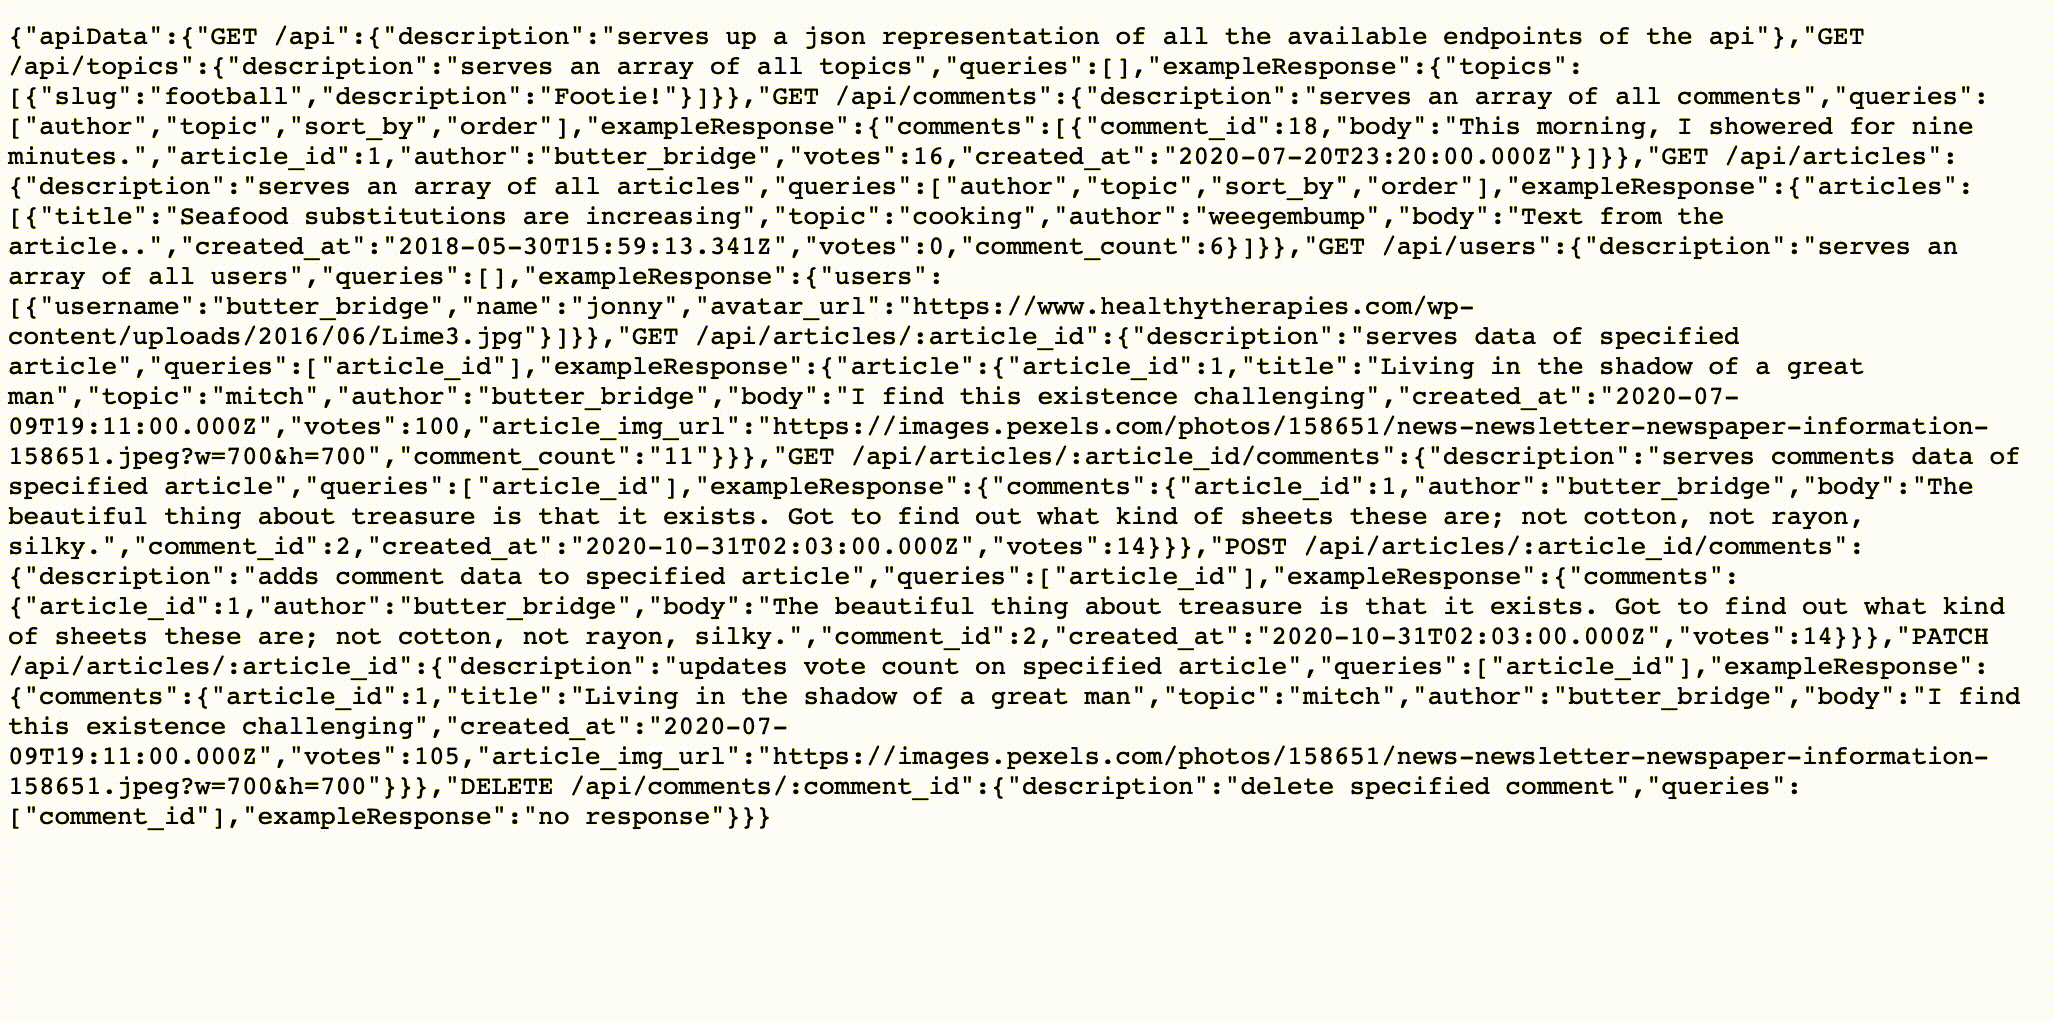 {"apiData":{"GET /api":{"description":"serves up a json representation of all the available endpoints of the api"},"GET
/api/topics":{"description":"serves an array of all topics","queries":[],"exampleResponse":{"topics":
[{"slug":"football","description":"Footie!"}]}},"GET /api/comments":{"description":"serves an array of all comments","queries":
["author","topic","sort_by","order"],"exampleResponse":{"comments":[{"comment_id":18,"body":"This morning, I showered for nine
minutes.","article_id":1,"author":"butter_bridge","votes":16,"created_at":"2020-07-20T23:20:00.000Z"}]}},"GET /api/articles":
{"description":"serves an array of all articles","queries":["author","topic","sort_by","order"],"exampleResponse":{"articles":
[{"title":"Seafood substitutions are increasing","topic":"cooking","author":"weegembump","body":"Text from the
article..","created_at":"2018-05-30T15:59:13.341Z","votes":0,"comment_count":6}]}},"GET /api/users":{"description":"serves an
array of all users","queries":[],"exampleResponse":{"users":
[{"username":"butter_bridge","name":"jonny","avatar_url":"https://www.healthytherapies.com/wp-
content/uploads/2016/06/Lime3.jpg"}]}},"GET /api/articles/:article_id":{"description":"serves data of specified
article","queries":["article_id"],"exampleResponse":{"article":{"article_id":1,"title":"Living in the shadow of a great
man","topic":"mitch","author":"butter_bridge","body":"I find this existence challenging","created_at":"2020-07-
09T19:11:00.000Z","votes":100,"article_img_url":"https://images.pexels.com/photos/158651/news-newsletter-newspaper-information-
158651.jpeg?w=700&h=700","comment_count":"11"}}},"GET /api/articles/:article_id/comments":{"description":"serves comments data of
specified article","queries":["article_id"],"exampleResponse":{"comments":{"article_id":1,"author":"butter_bridge","body":"The
beautiful thing about treasure is that it exists. Got to find out what kind of sheets these are; not cotton, not rayon,
silky.","comment_id":2,"created_at":"2020-10-31T02:03:00.000Z","votes":14}}},"POST /api/articles/:article_id/comments":
{"description":"adds comment data to specified article","queries":["article_id"],"exampleResponse":{"comments":
{"article_id":1,"author":"butter_bridge","body":"The beautiful thing about treasure is that it exists. Got to find out what kind
of sheets these are; not cotton, not rayon, silky.","comment_id":2,"created_at":"2020-10-31T02:03:00.000Z","votes":14}}},"PATCH
/api/articles/:article_id":{"description":"updates vote count on specified article","queries":["article_id"],"exampleResponse":
{"comments":{"article_id":1,"title":"Living in the shadow of a great man","topic":"mitch","author":"butter_bridge","body":"I find
this existence challenging","created_at":"2020-07-
09T19:11:00.000Z","votes":105,"article_img_url":"https://images.pexels.com/photos/158651/news-newsletter-newspaper-information-
158651.jpeg?w=700&h=700"}}},"DELETE /api/comments/:comment_id":{"description":"delete specified comment","queries":
["comment_id"],"exampleResponse":"no response"}}}